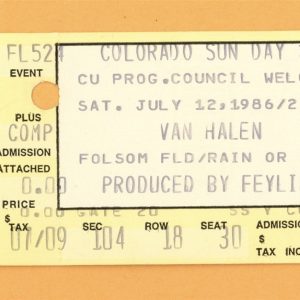 FL524 COLORADO SUN DAY
EVENT CU PROG.COUNCIL WELC
SAT. JULY 12,1986/2
PLUS
COMP VAN HALEN
ADMISSION FOLSOM FLD/RAIN OR
ATTACHED
0.00 PRODUCED BY FEYLI
PRICE 0.00 GATE 20 SS Y C
$
TAX SEC ROW SEAT ADMISSION
07/09 104 18 30 $
TAX INC